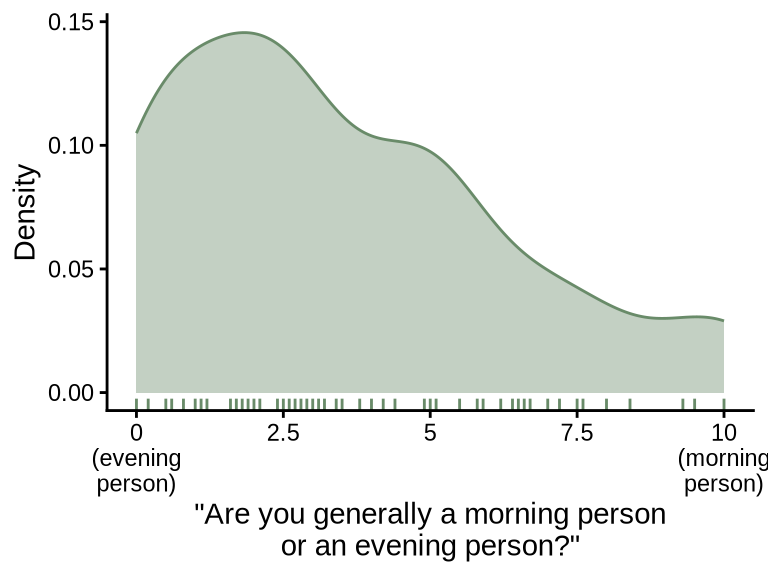 0.15
0.10
0.05
0.00
Density
0
2.5
5
7.5
10
(evening
person)
(morning
person)
"Are you generally a morning person
or an evening person?"